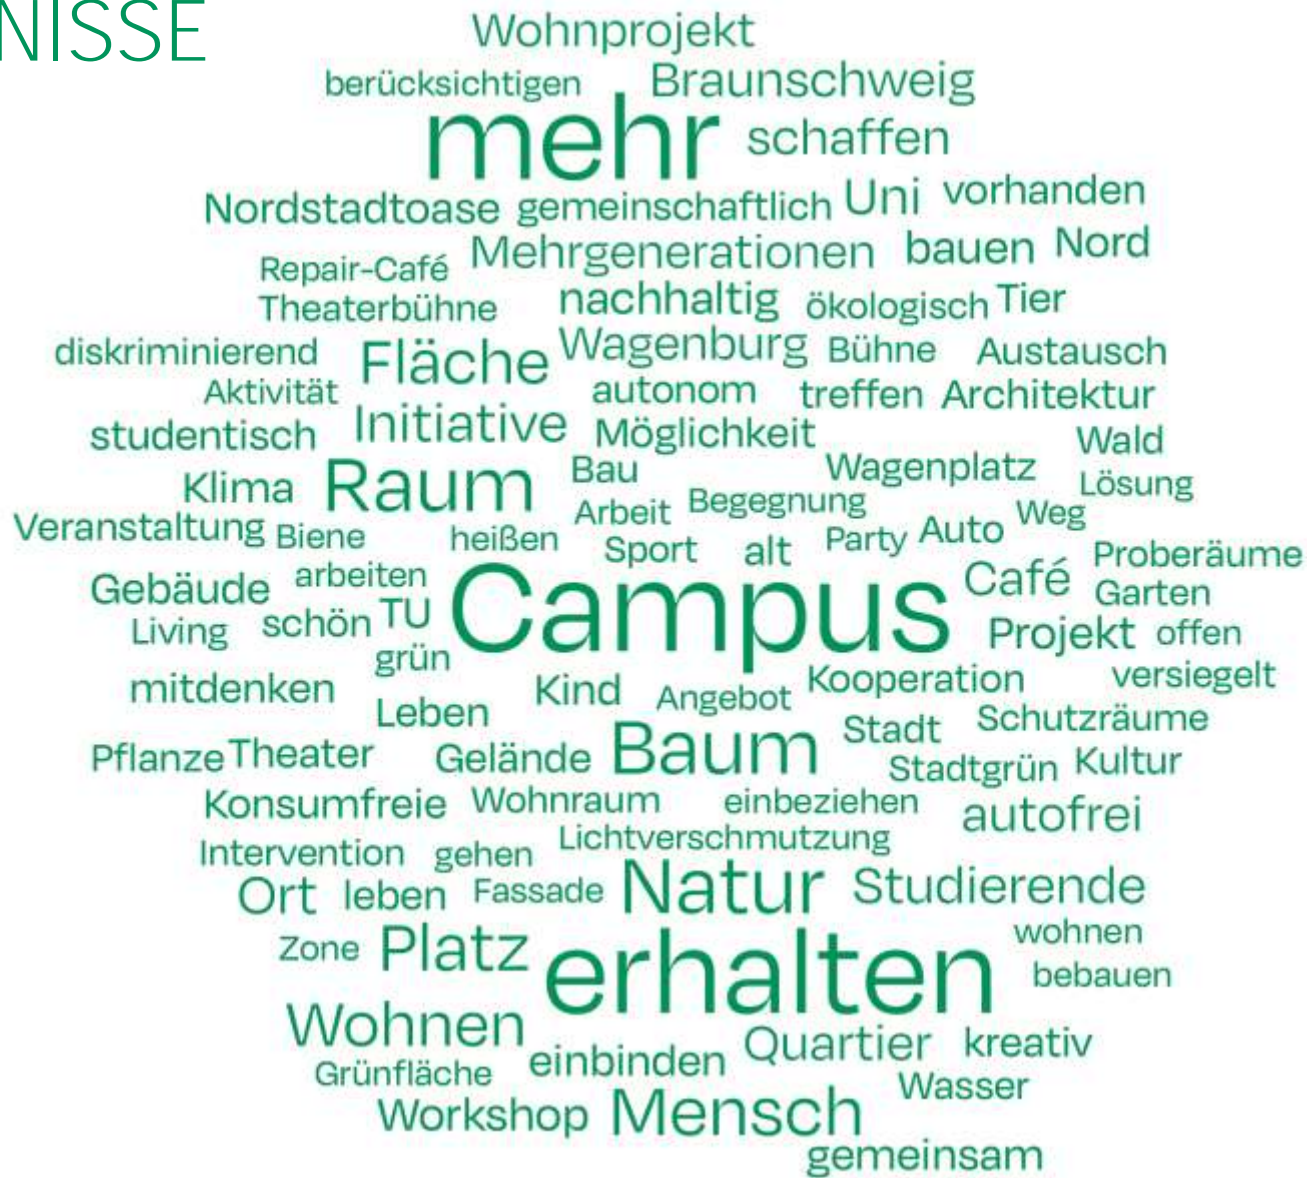 NISSE
Wohnprojekt
berücksichtigen Braunschweig
mehr schaffen
Nordstadtoase gemeinschaftlich Uni vorhanden
Repair-Café Mehrgenerationen bauen Nord
Theaterbühne nachhaltig ökologisch Tier
diskriminierend Fläche Wagenburg Bühne Austausch
Aktivität autonom treffen Architektur
studentisch Initiative Möglichkeit Wald
Klima Raum Bau Wagenplatz Lösung
Veranstaltung Biene heißen Arbeit Begegnung Weg
Sport alt Party Auto Proberäume
Gebäude arbeiten Campus Café Garten
Living schön TU Projekt offen
grün
mitdenken Kind Angebot Kooperation versiegelt
Leben Stadt Schutzräume
Pflanze Theater Gelände Baum Stadtgrün Kultur
Konsumfreie Wohnraum einbeziehen autofrei
Intervention gehen Lichtverschmutzung
Ort leben Fassade Natur Studierende
Zone Platz erhalten wohnen
bebauen
Wohnen Quartier kreativ
Grünfläche einbinden Wasser
Workshop Mensch
gemeinsam